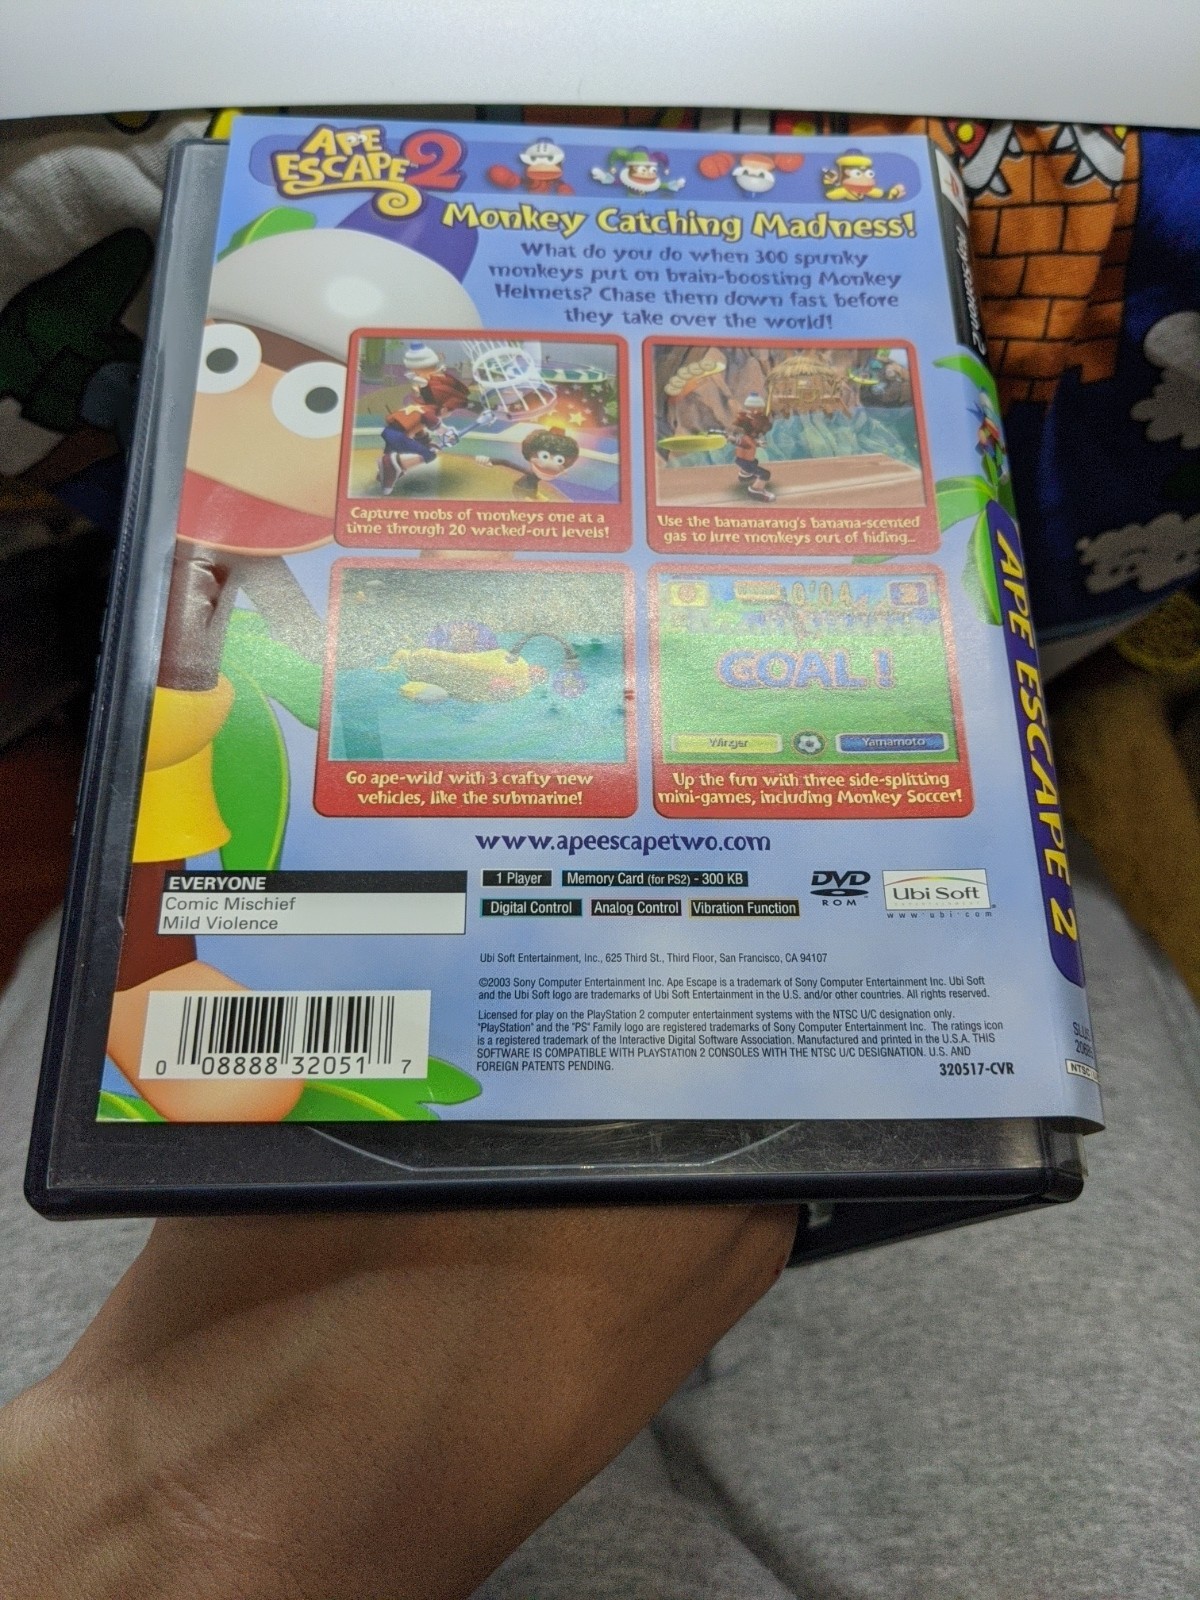 APE ESCAPE™ 2
Monkey Catching Madness!
What do you do when 300 spunky
monkeys put on brain-boosting Monkey
Helmets? Chase them down fast before
they take over the world!
Capture mobs of monkeys one at a
time through 20 wacked-out levels!
Use the bananarang's banana-scented
gas to lure monkeys out of hiding...
0'04
GOAL!
Winger
Yamamoto
Go ape-wild with 3 crafty new
vehicles, like the submarine!
Up the fun with three side-splitting
mini-games, including Monkey Soccer!
www.apeescapetwo.com
EVERYONE
Comic Mischief
Mild Violence
1 Player
Memory Card (for PS2) - 300 KB
Digital Control
Analog Control
Vibration Function
DVD
ROM
Ubi Soft
www.ubi.com
Ubi Soft Entertainment, Inc., 625 Third St., Third Floor, San Francisco, CA 94107
©2003 Sony Computer Entertainment Inc. Ape Escape is a trademark of Sony Computer Entertainment Inc. Ubi Soft
and the Ubi Soft logo are trademarks of Ubi Soft Entertainment in the U.S. and/or other countries. All rights reserved.
Licensed for play on the PlayStation 2 computer entertainment systems with the NTSC U/C designation only.
"PlayStation" and the "PS" Family logo are registered trademarks of Sony Computer Entertainment Inc. The ratings icon
is a registered trademark of the Interactive Digital Software Association. Manufactured and printed in the U.S.A. THIS
SOFTWARE IS COMPATIBLE WITH PLAYSTATION 2 CONSOLES WITH THE NTSC U/C DESIGNATION. U.S. AND
FOREIGN PATENTS PENDING.
320517-CVR
0 08888 32051 7
PlayStation 2
APE ESCAPE 2
SLUS
NTSC